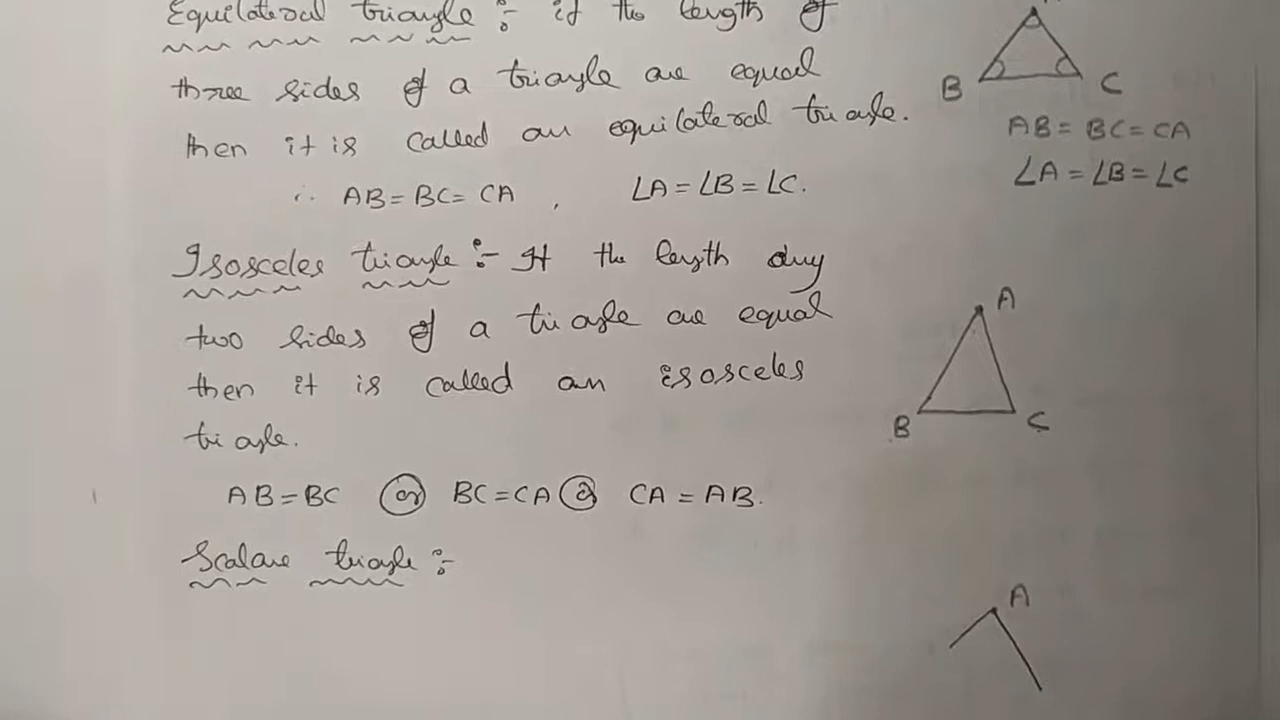 Equilateral triangle :- if the length of
three sides of a triangle are equal
then it is called an equilateral triangle.
∴ AB = BC = CA , ∠A = ∠B = ∠C.
B C
AB = BC = CA
∠A = ∠B = ∠C
Isosceles triangle :- If the length any
two sides of a triangle are equal
then it is called an isosceles
triangle.
A
B C
AB = BC or BC = CA or CA = AB.
Scalane triangle :-
A